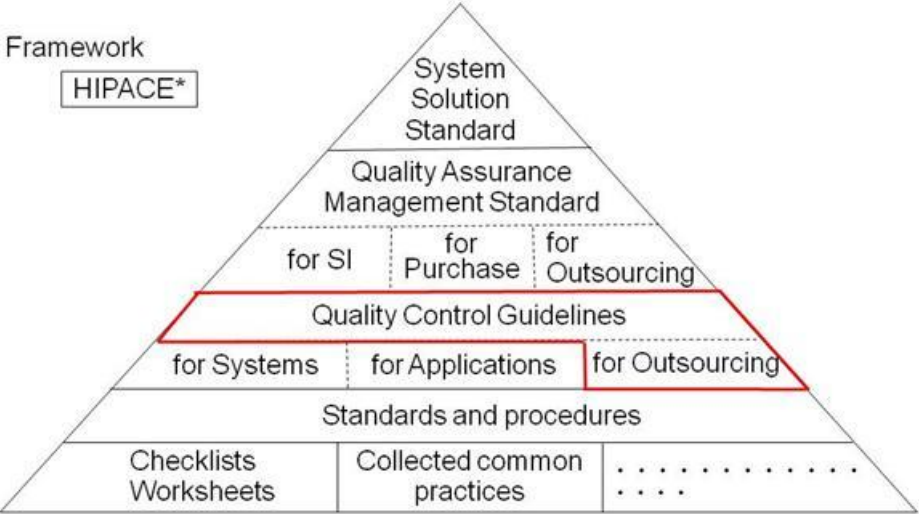 Framework
HIPACE*
System
Solution
Standard
Quality Assurance
Management Standard
for SI
for
Purchase
for
Outsourcing
Quality Control Guidelines
for Systems
for Applications
for Outsourcing
Standards and procedures
Checklists
Worksheets
Collected common
practices
. . . . . . . . . . . . .
. . . .